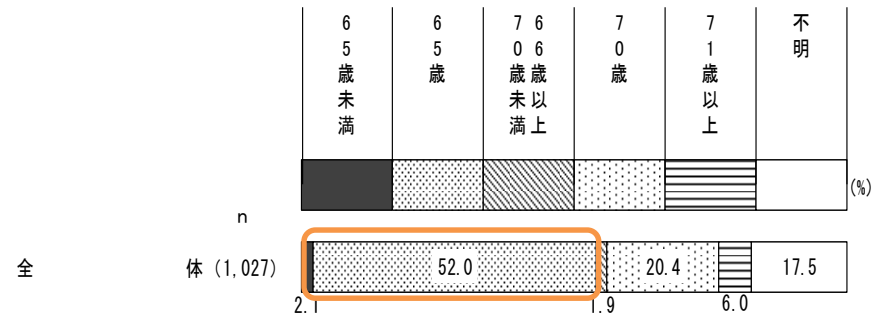 65歳未満
65歳
66歳以上
70歳未満
70歳
71歳以上
不明
(%)
n
全体 (1,027)
52.0 20.4 17.5
2.1 1.9 6.0